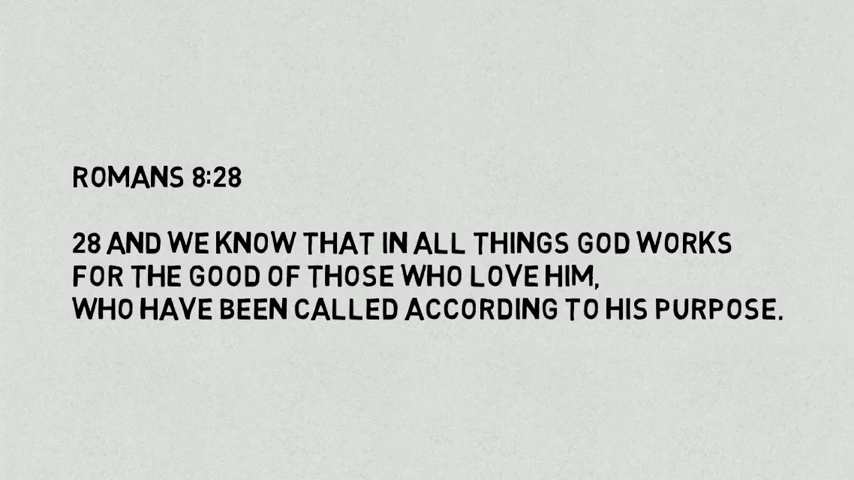 ROMANS 8:28
28 AND WE KNOW THAT IN ALL THINGS GOD WORKS
FOR THE GOOD OF THOSE WHO LOVE HIM,
WHO HAVE BEEN CALLED ACCORDING TO HIS PURPOSE.